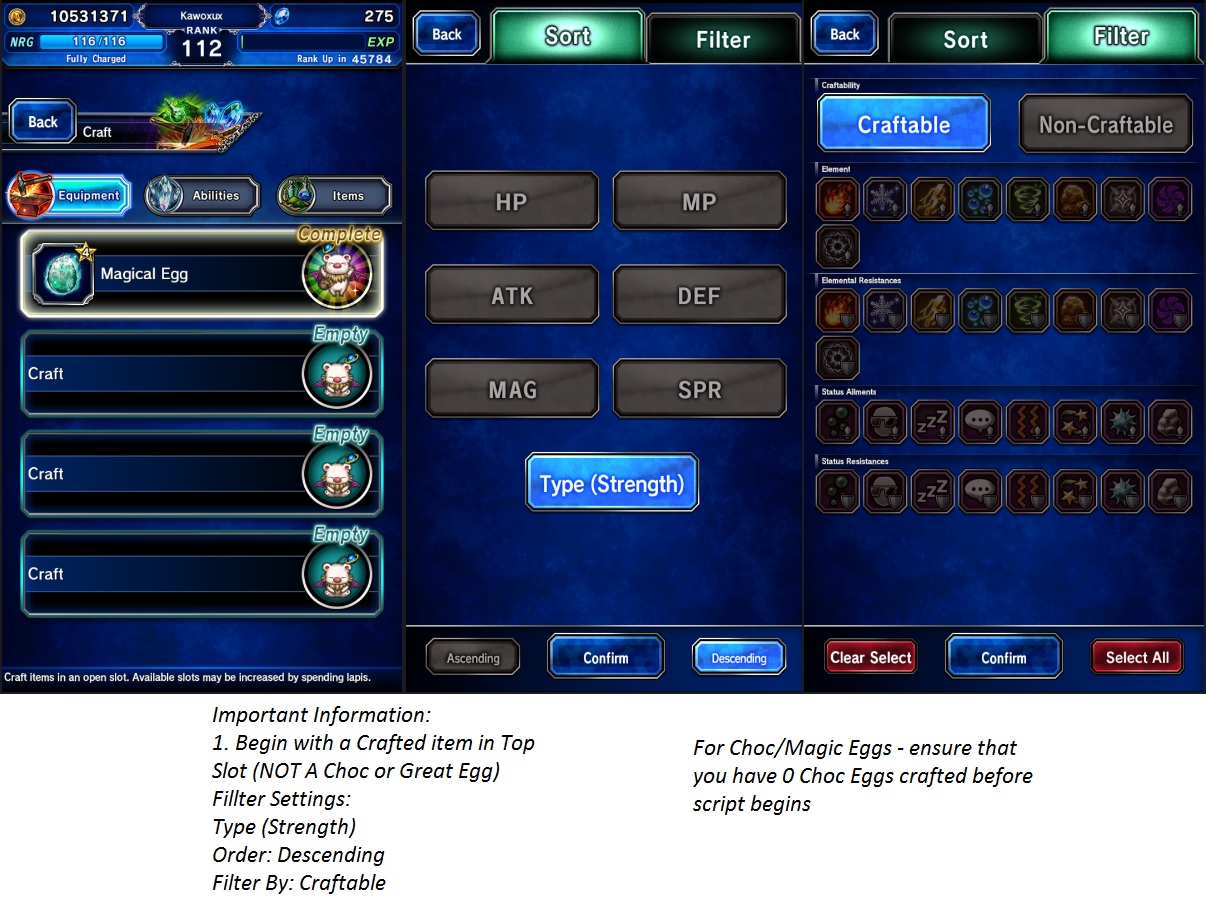 10531371
Kawoxux
275
NRG 116/116
RANK
112
EXP
Fully Charged
Rank Up in 45784
Back
Craft
Equipment
Abilities
Items
Complete
4
Magical Egg
Empty
Craft
Empty
Craft
Empty
Craft
Craft items in an open slot. Available slots may be increased by spending lapis.
Back
Sort
Filter
HP
MP
ATK
DEF
MAG
SPR
Type (Strength)
Ascending
Confirm
Descending
Back
Sort
Filter
Craftability
Craftable
Non-Craftable
Element
Elemental Resistances
Status Ailments
zzZ
Status Resistances
zzZ
Clear Select
Confirm
Select All
Important Information:
1. Begin with a Crafted item in Top
Slot (NOT A Choc or Great Egg)
Fillter Settings:
Type (Strength)
Order: Descending
Filter By: Craftable
For Choc/Magic Eggs - ensure that
you have 0 Choc Eggs crafted before
script begins